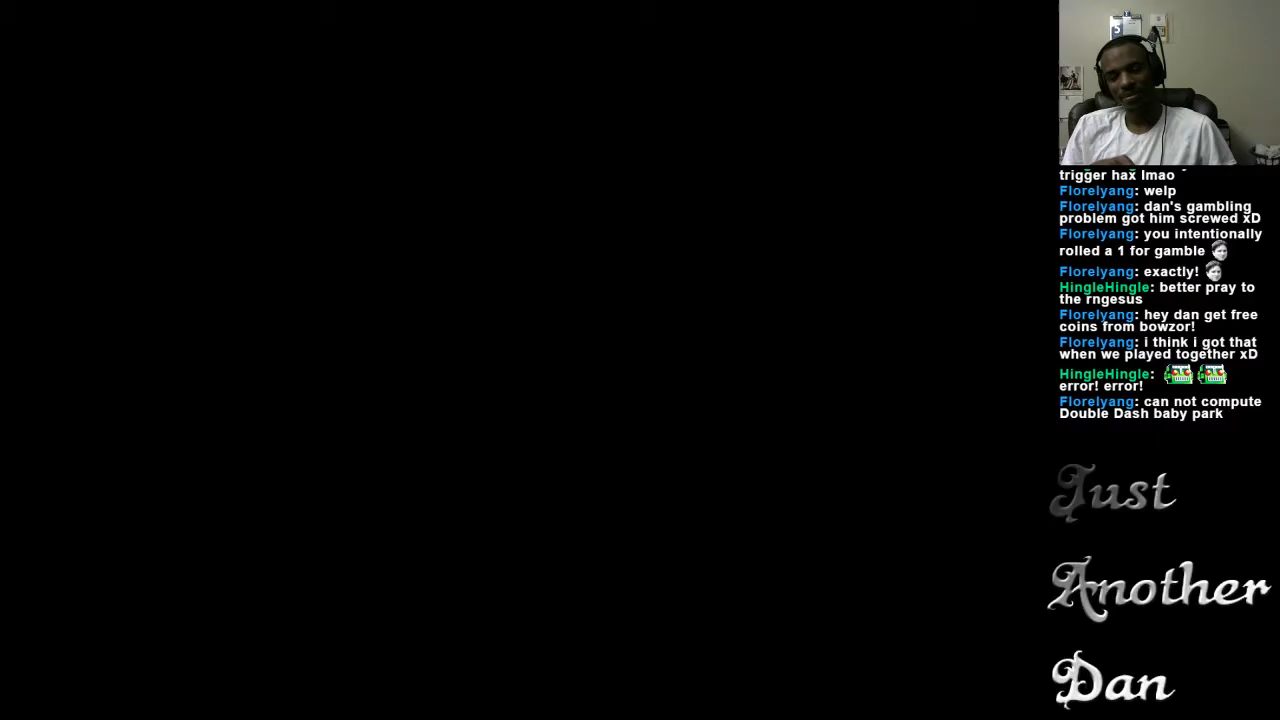 S
trigger hax lmao
Florelyang: welp
Florelyang: dan's gambling
problem got him screwed xD
Florelyang: you intentionally
rolled a 1 for gamble
Florelyang: exactly!
HingleHingle: better pray to
the rngesus
Florelyang: hey dan get free
coins from bowzor!
Florelyang: i think i got that
when we played together xD
HingleHingle:
error! error!
Florelyang: can not compute
Double Dash baby park
Just
Another
Dan